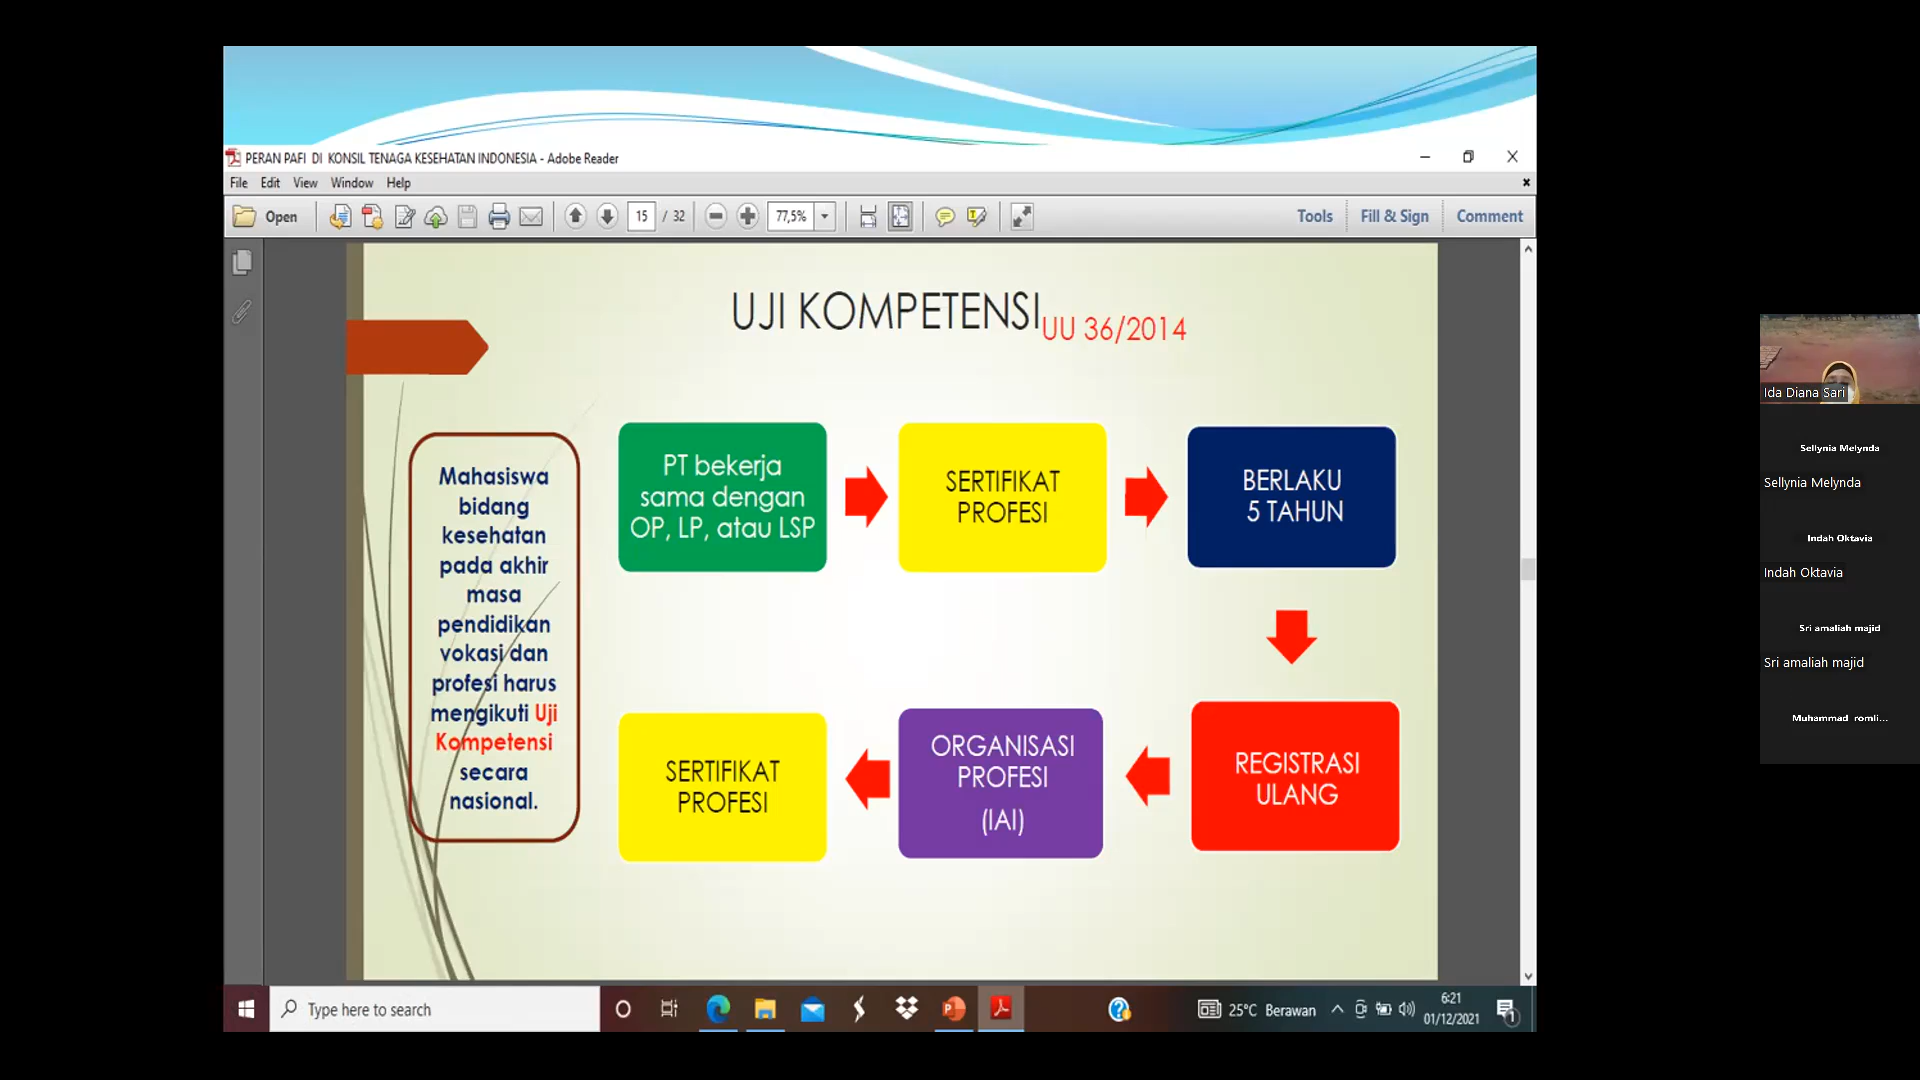 PERAN PAFI DI KONSIL TENAGA KESEHATAN INDONESIA - Adobe Reader
File Edit View Window Help
Open 15 / 32 77,5% Tools Fill & Sign Comment
UJI KOMPETENSI UU 36/2014
Mahasiswa
bidang
kesehatan
pada akhir
masa
pendidikan
vokasi dan
profesi harus
mengikuti Uji
Kompetensi
secara
nasional.
PT bekerja
sama dengan
OP, LP, atau LSP
SERTIFIKAT
PROFESI
BERLAKU
5 TAHUN
REGISTRASI
ULANG
ORGANISASI
PROFESI
(IAI)
SERTIFIKAT
PROFESI
Type here to search
25°C Berawan
6:21
01/12/2021
1
Ida Diana Sari
Sellynia Melynda
Sellynia Melynda
Indah Oktavia
Indah Oktavia
Sri amaliah majid
Sri amaliah majid
Muhammad romli...